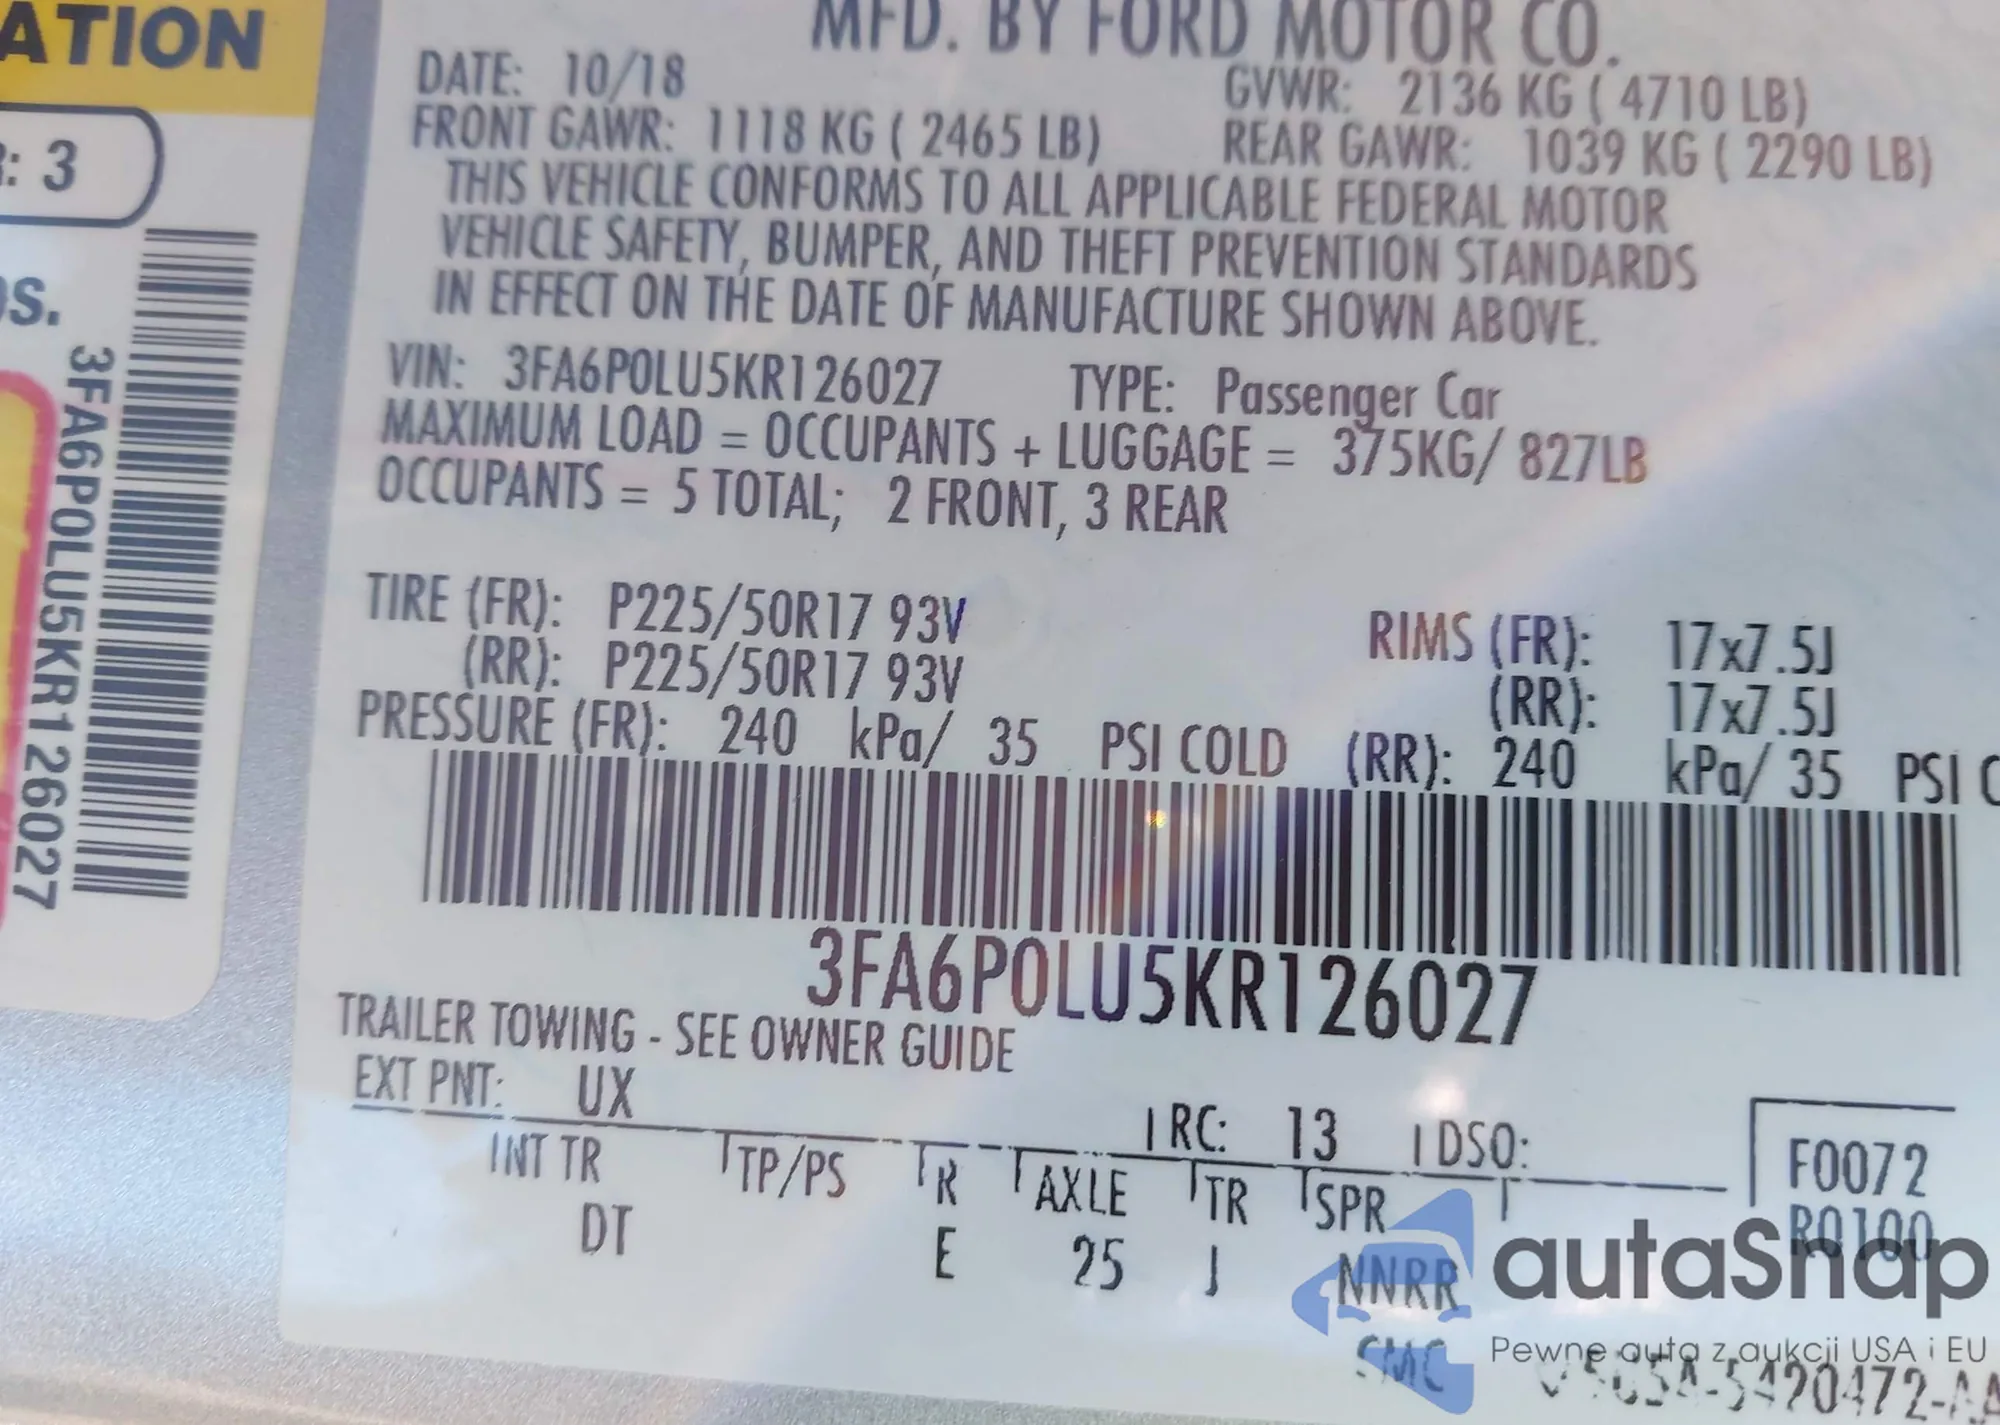 ATION
: 3
s.
3FA6P0LU5KR126027
MFD. BY FORD MOTOR CO.
DATE: 10/18 GVWR: 2136 KG ( 4710 LB)
FRONT GAWR: 1118 KG ( 2465 LB) REAR GAWR: 1039 KG ( 2290 LB)
THIS VEHICLE CONFORMS TO ALL APPLICABLE FEDERAL MOTOR
VEHICLE SAFETY, BUMPER, AND THEFT PREVENTION STANDARDS
IN EFFECT ON THE DATE OF MANUFACTURE SHOWN ABOVE.
VIN: 3FA6P0LU5KR126027 TYPE: Passenger Car
MAXIMUM LOAD = OCCUPANTS + LUGGAGE = 375KG/ 827LB
OCCUPANTS = 5 TOTAL; 2 FRONT, 3 REAR
TIRE (FR): P225/50R17 93V RIMS (FR): 17x7.5J
(RR): P225/50R17 93V (RR): 17x7.5J
PRESSURE (FR): 240 kPa/ 35 PSI COLD (RR): 240 kPa/ 35 PSI C
3FA6P0LU5KR126027
TRAILER TOWING - SEE OWNER GUIDE
EXT PNT: UX RC: 13 DSO: F0072
INT TR TP/PS R AXLE TR SPR R0100
DT E 25 J NNRR
autaSnap
Pewne auta z aukcji USA i EU
SMC